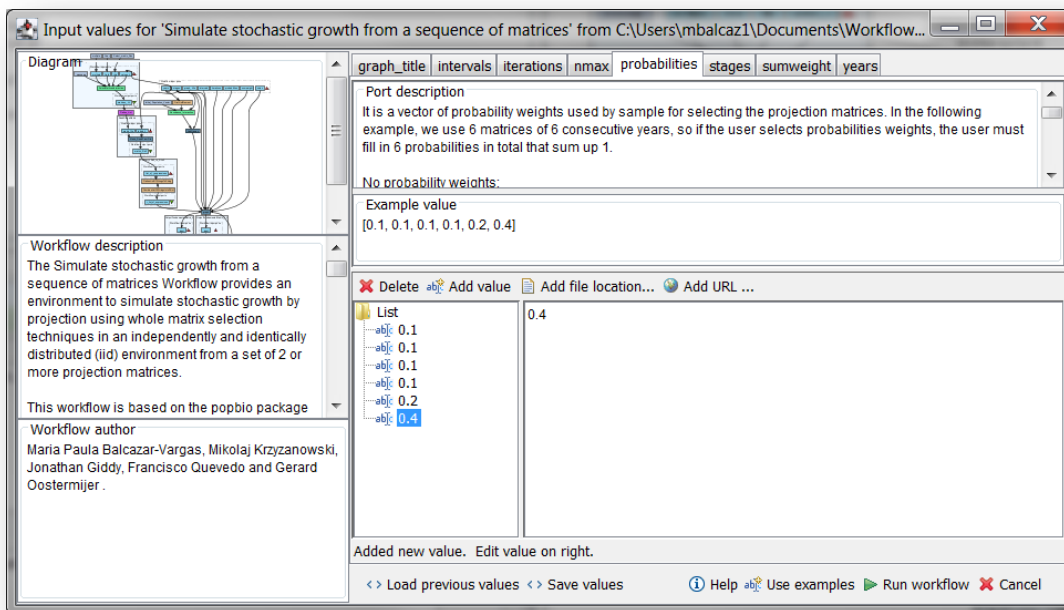 Input values for 'Simulate stochastic growth from a sequence of matrices' from C:\Users\mbalcaz1\Documents\Workflow...
Diagram
graph_title intervals iterations nmax probabilities stages sumweight years
Port description
It is a vector of probability weights used by sample for selecting the projection matrices. In the following
example, we use 6 matrices of 6 consecutive years, so if the user selects probabilities weights, the user must
fill in 6 probabilities in total that sum up 1.
No probability weights:
Example value
[0.1, 0.1, 0.1, 0.1, 0.2, 0.4]
Workflow description
The Simulate stochastic growth from a
sequence of matrices Workflow provides an
environment to simulate stochastic growth by
projection using whole matrix selection
techniques in an independently and identically
distributed (iid) environment from a set of 2 or
more projection matrices.
This workflow is based on the popbio package
Workflow author
Maria Paula Balcazar-Vargas, Mikolaj Krzyzanowski,
Jonathan Giddy, Francisco Quevedo and Gerard
Oostermijer .
Delete Add value Add file location... Add URL ...
List
0.1
0.1
0.1
0.1
0.2
0.4
0.4
Added new value. Edit value on right.
Load previous values Save values Help Use examples Run workflow Cancel